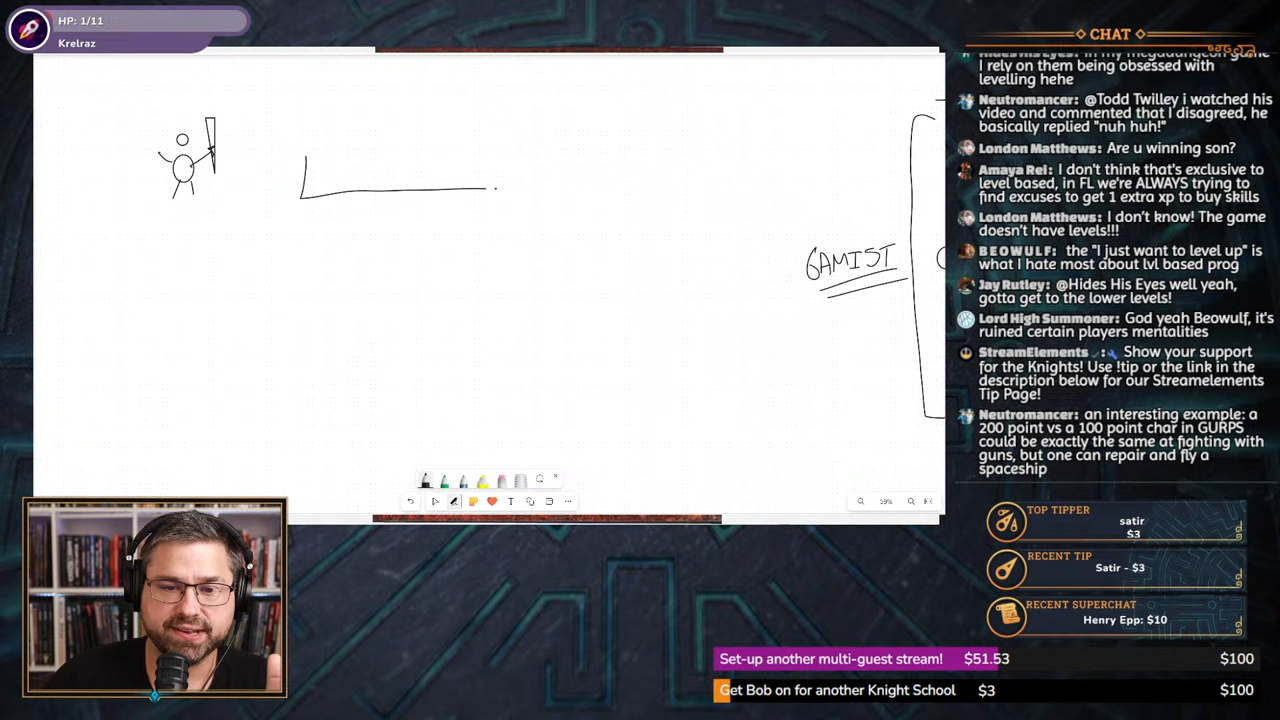 HP: 1/11
Krelraz
GAMIST
59%
T
CHAT
I rely on them being obsessed with
levelling hehe
Neutromancer: @Todd Twilley i watched his
video and commented that I disagreed, he
basically replied "nuh huh!"
London Matthews: Are u winning son?
Amaya Rei: I don't think that's exclusive to
level based, in FL we're ALWAYS trying to
find excuses to get 1 extra xp to buy skills
London Matthews: I don't know! The game
doesn't have levels!!!
BEOWULF: the "I just want to level up" is
what I hate most about lvl based prog
Jay Rutley: @Hides His Eyes well yeah,
gotta get to the lower levels!
Lord High Summoner: God yeah Beowulf, it's
ruined certain players mentalities
StreamElements: Show your support
for the Knights! Use !tip or the link in the
description below for our Streamelements
Tip Page!
Neutromancer: an interesting example: a
200 point vs a 100 point char in GURPS
could be exactly the same at fighting with
guns, but one can repair and fly a
spaceship
TOP TIPPER
satir
$3
RECENT TIP
Satir - $3
RECENT SUPERCHAT
Henry Epp: $10
Set-up another multi-guest stream! $51.53 $100
Get Bob on for another Knight School $3 $100